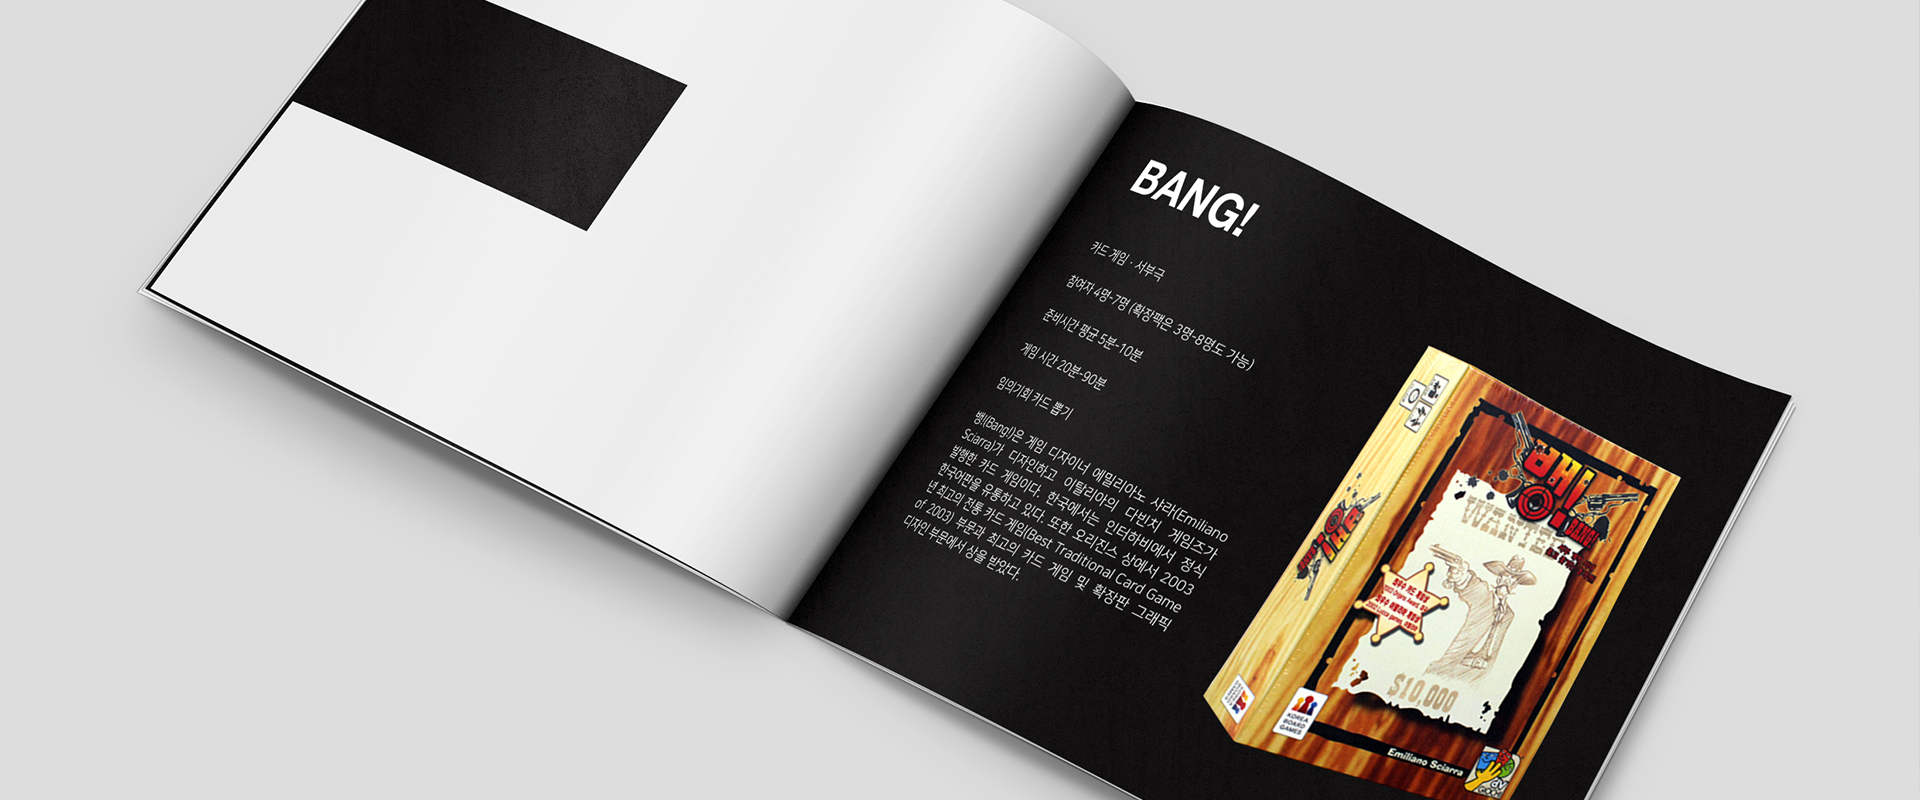 BANG!
카드 게임 · 서부극
참여자 4명-7명 (확장팩은 3명-8명도 가능)
준비시간 평균 5분-10분
게임 시간 20분-90분
임의기회 카드 뽑기
뱅!(Bang!)은 게임 디자이너 에밀리아노 샤라(Emiliano
Sciarra)가 디자인하고 이탈리아의 다빈치 게임즈가
발행한 카드 게임이다. 한국에서는 인터하비에서 정식
한국어판을 유통하고 있다. 또한 오리진스 상에서 2003
년 최고의 전통 카드 게임(Best Traditional Card Game
of 2003) 부문과 최고의 카드 게임 및 확장판 그래픽
디자인 부문에서 상을 받았다.
뱅!
BANG!
WANTED
$10,000
KOREA
BOARD
GAMES
Emiliano Sciarra